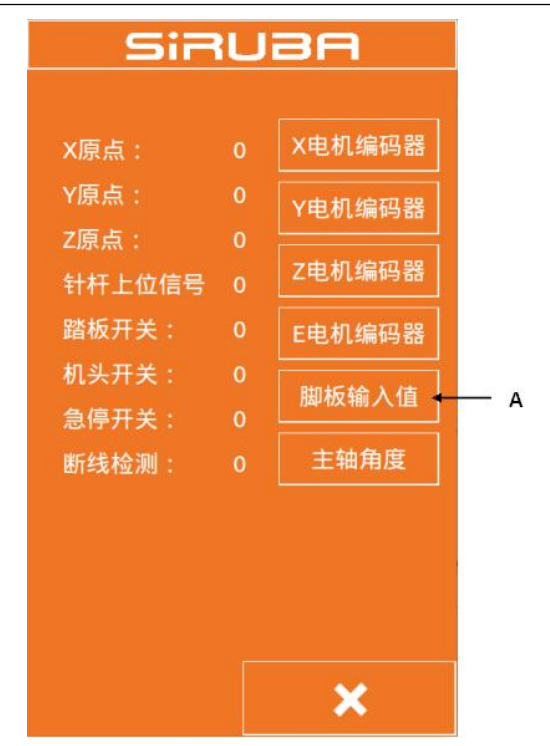 SiRUBA
X原点： 0 X电机编码器
Y原点： 0 Y电机编码器
Z原点： 0 Z电机编码器
针杆上位信号 0
踏板开关： 0 E电机编码器
机头开关： 0 脚板输入值 A
急停开关： 0
断线检测： 0 主轴角度